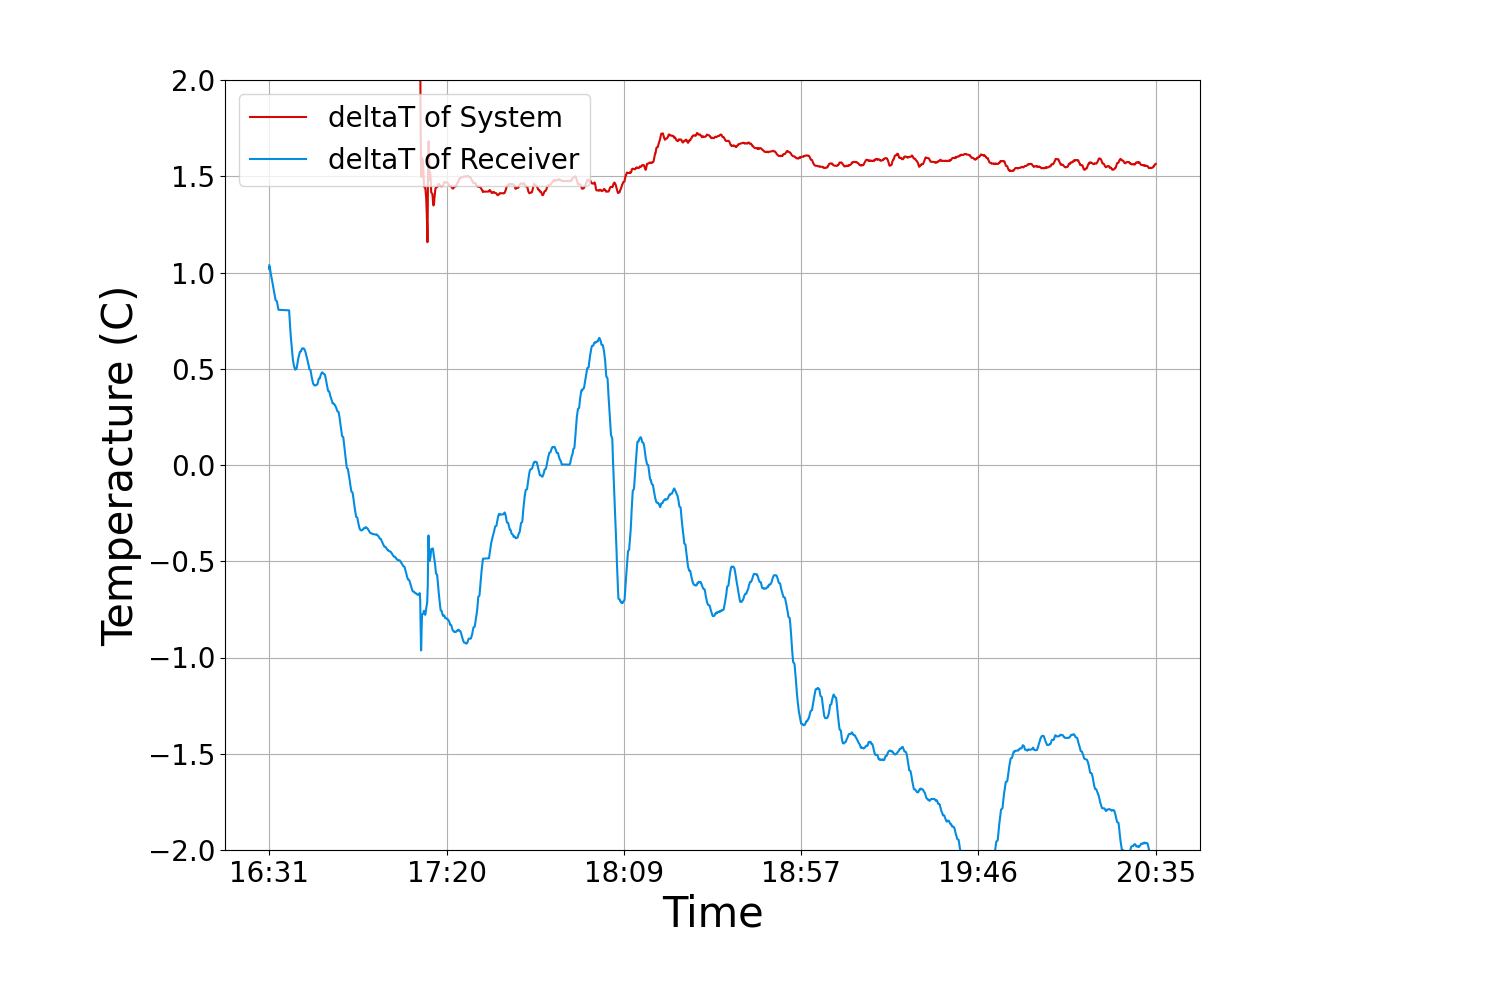 2.0
1.5
1.0
0.5
0.0
−0.5
−1.0
−1.5
−2.0
Temperacture (C)
deltaT of System
deltaT of Receiver
16:31 17:20 18:09 18:57 19:46 20:35
Time